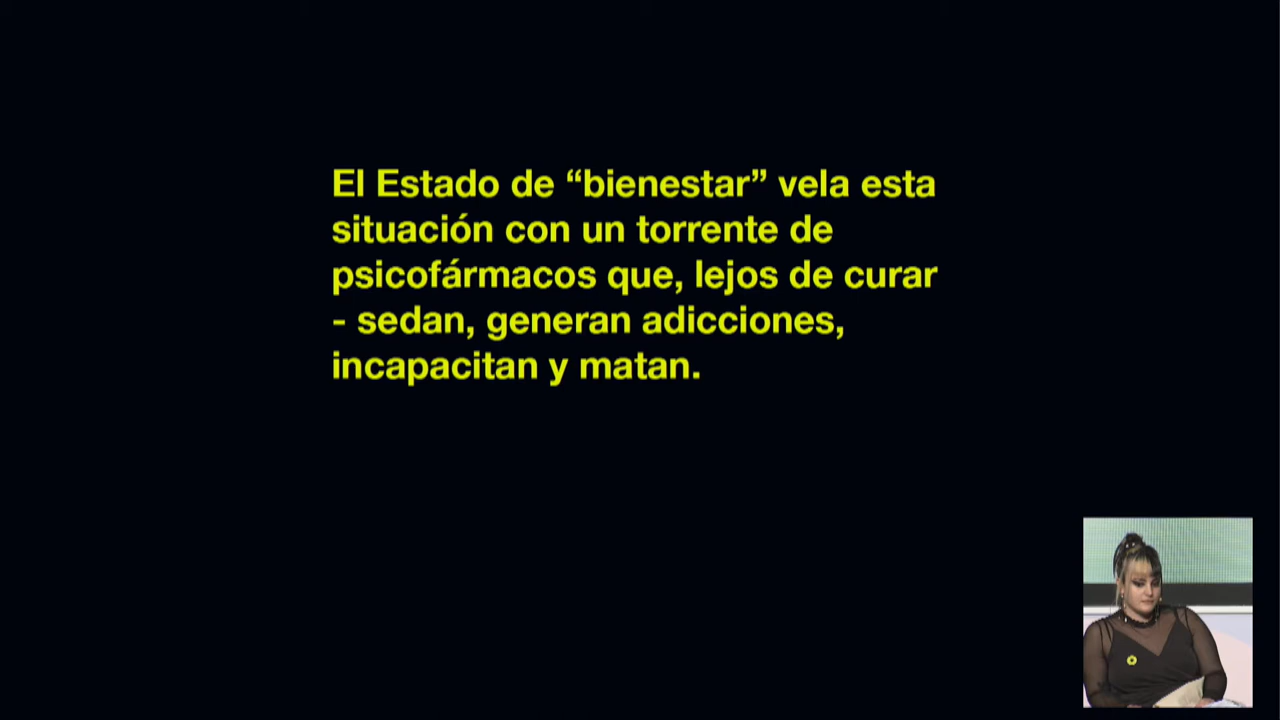 El Estado de “bienestar” vela esta
situación con un torrente de
psicofármacos que, lejos de curar
- sedan, generan adicciones,
incapacitan y matan.